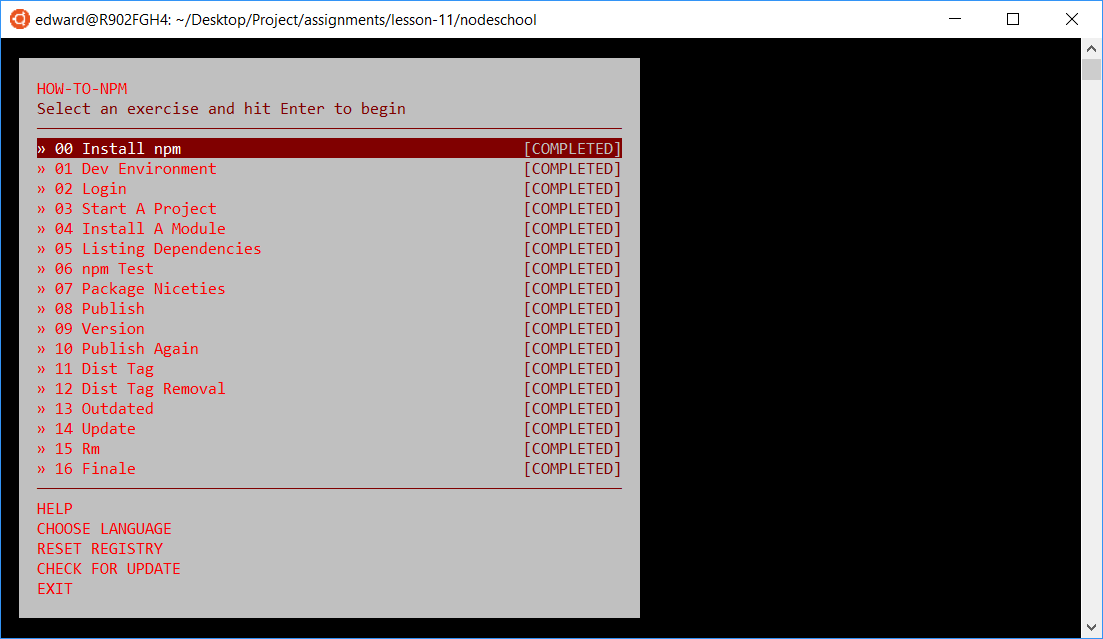 edward@R902FGH4: ~/Desktop/Project/assignments/lesson-11/nodeschool
HOW-TO-NPM
Select an exercise and hit Enter to begin
» 00 Install npm [COMPLETED]
» 01 Dev Environment [COMPLETED]
» 02 Login [COMPLETED]
» 03 Start A Project [COMPLETED]
» 04 Install A Module [COMPLETED]
» 05 Listing Dependencies [COMPLETED]
» 06 npm Test [COMPLETED]
» 07 Package Niceties [COMPLETED]
» 08 Publish [COMPLETED]
» 09 Version [COMPLETED]
» 10 Publish Again [COMPLETED]
» 11 Dist Tag [COMPLETED]
» 12 Dist Tag Removal [COMPLETED]
» 13 Outdated [COMPLETED]
» 14 Update [COMPLETED]
» 15 Rm [COMPLETED]
» 16 Finale [COMPLETED]
HELP
CHOOSE LANGUAGE
RESET REGISTRY
CHECK FOR UPDATE
EXIT